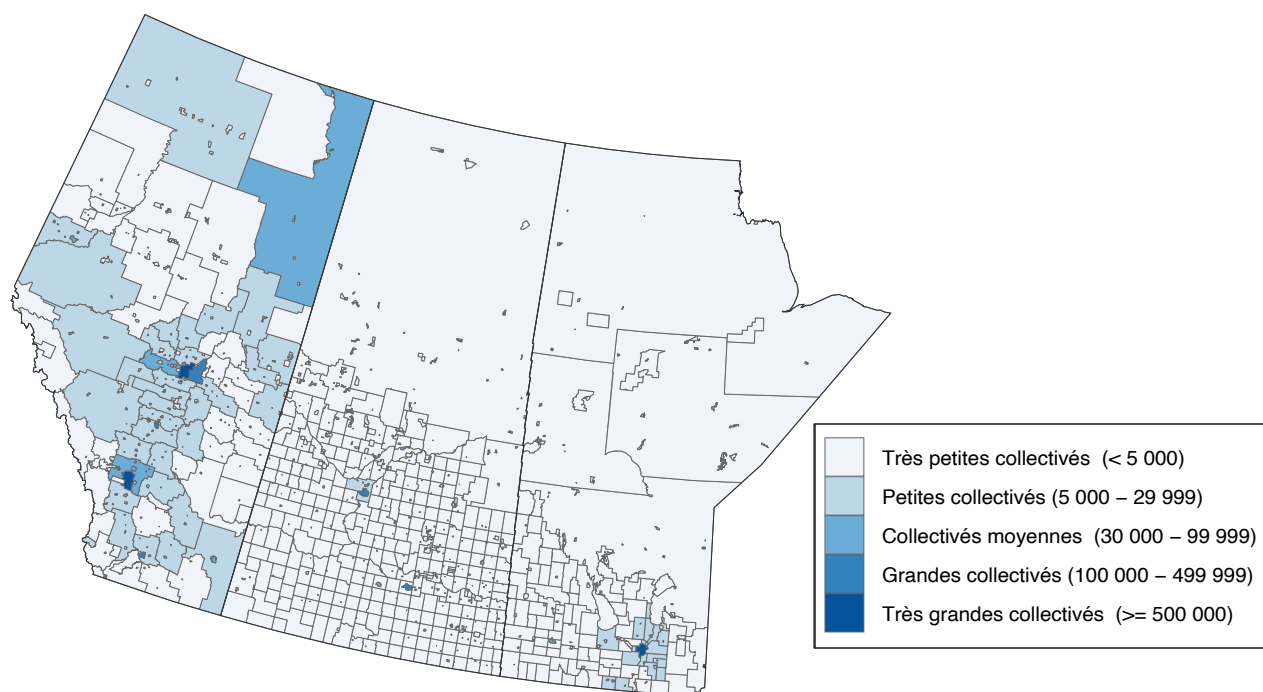 Très petites collectivés (< 5 000)
Petites collectivés (5 000 – 29 999)
Collectivés moyennes (30 000 – 99 999)
Grandes collectivés (100 000 – 499 999)
Très grandes collectivés (>= 500 000)